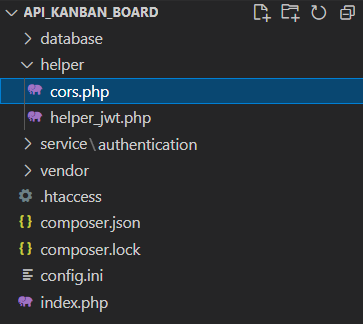 API_KANBAN_BOARD
database
helper
cors.php
helper_jwt.php
service\authentication
vendor
.htaccess
composer.json
composer.lock
config.ini
index.php